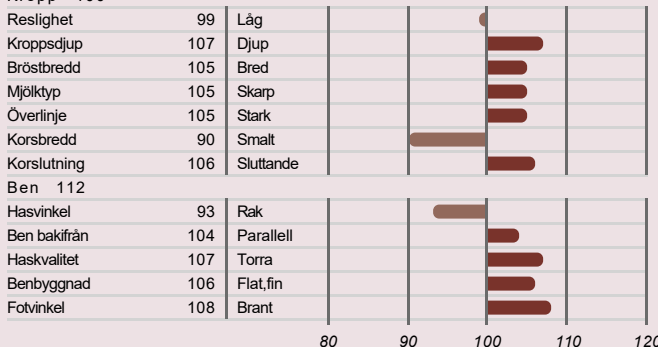 Reslighet 99 Låg
Kroppsdjup 107 Djup
Bröstbredd 105 Bred
Mjölktyp 105 Skarp
Överlinje 105 Stark
Korsbredd 90 Smalt
Korslutning 106 Sluttande
Ben 112
Hasvinkel 93 Rak
Ben bakifrån 104 Parallell
Haskvalitet 107 Torra
Benbyggnad 106 Flat,fin
Fotvinkel 108 Brant
80 90 100 110 120